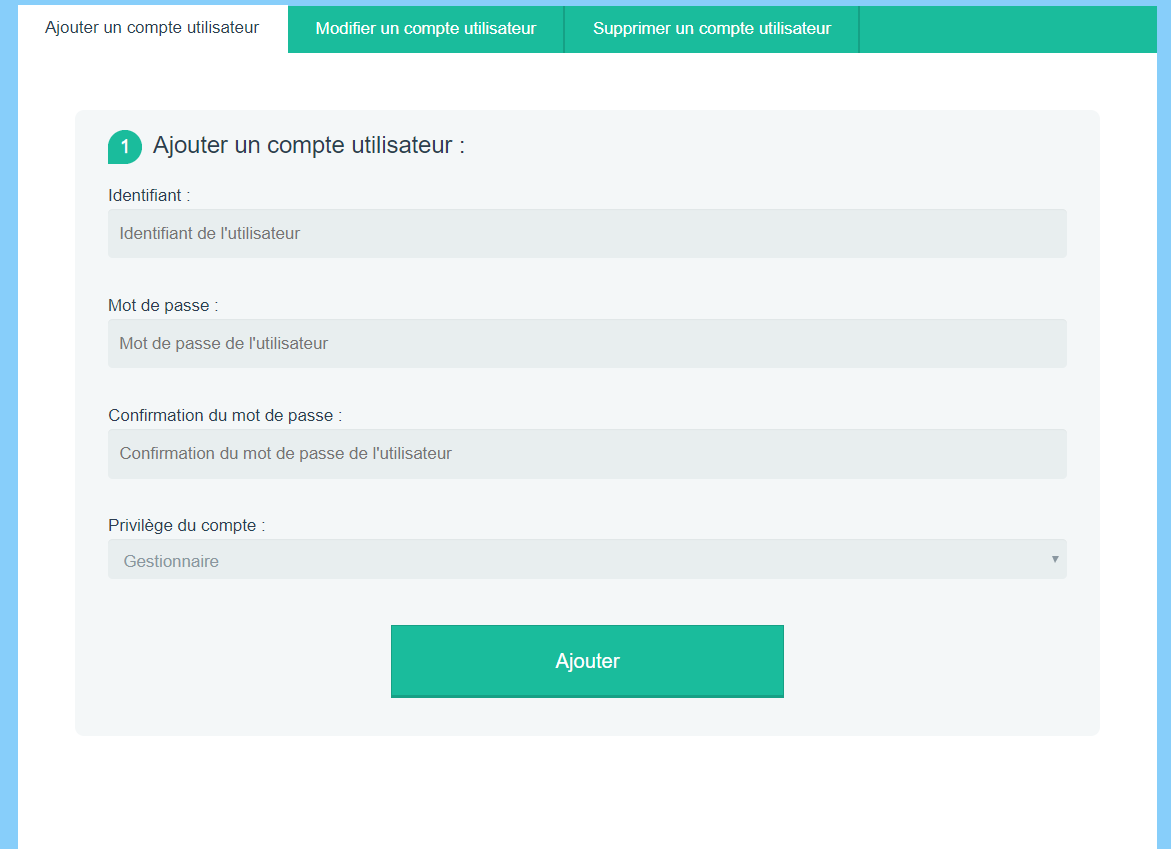 Ajouter un compte utilisateur
Modifier un compte utilisateur
Supprimer un compte utilisateur
1 Ajouter un compte utilisateur :
Identifiant :
Identifiant de l'utilisateur
Mot de passe :
Mot de passe de l'utilisateur
Confirmation du mot de passe :
Confirmation du mot de passe de l'utilisateur
Privilège du compte :
Gestionnaire
Ajouter